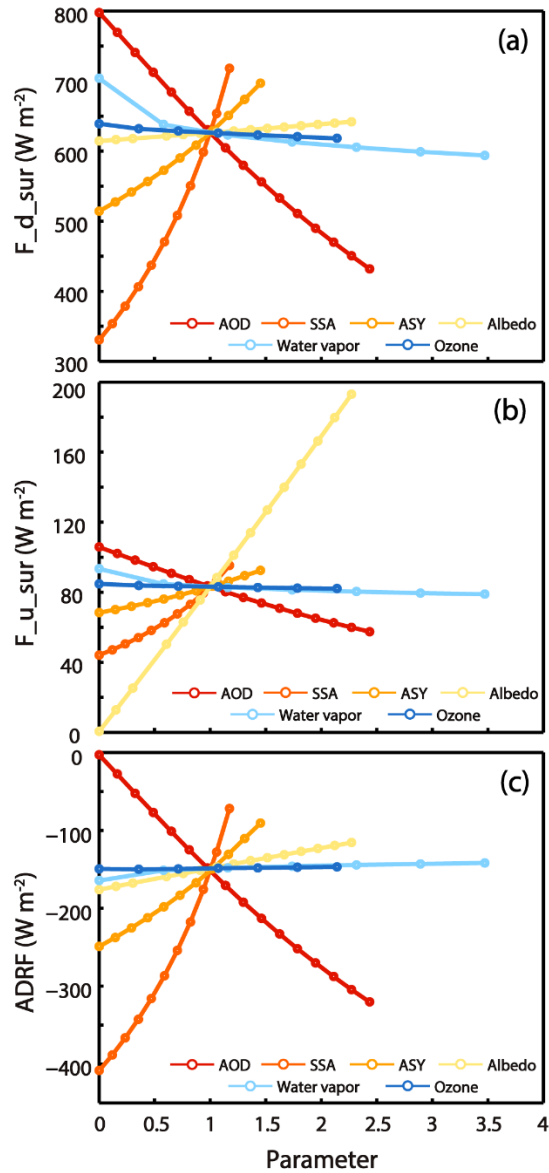 800
(a)
700
600
500
400
300
F_d_sur (W m⁻²)
AOD SSA ASY Albedo
Water vapor Ozone
200
(b)
160
120
80
40
0
F_u_sur (W m⁻²)
AOD SSA ASY Albedo
Water vapor Ozone
0
(c)
−100
−200
−300
−400
ADRF (W m⁻²)
AOD SSA ASY Albedo
Water vapor Ozone
0 0.5 1 1.5 2 2.5 3 3.5 4
Parameter